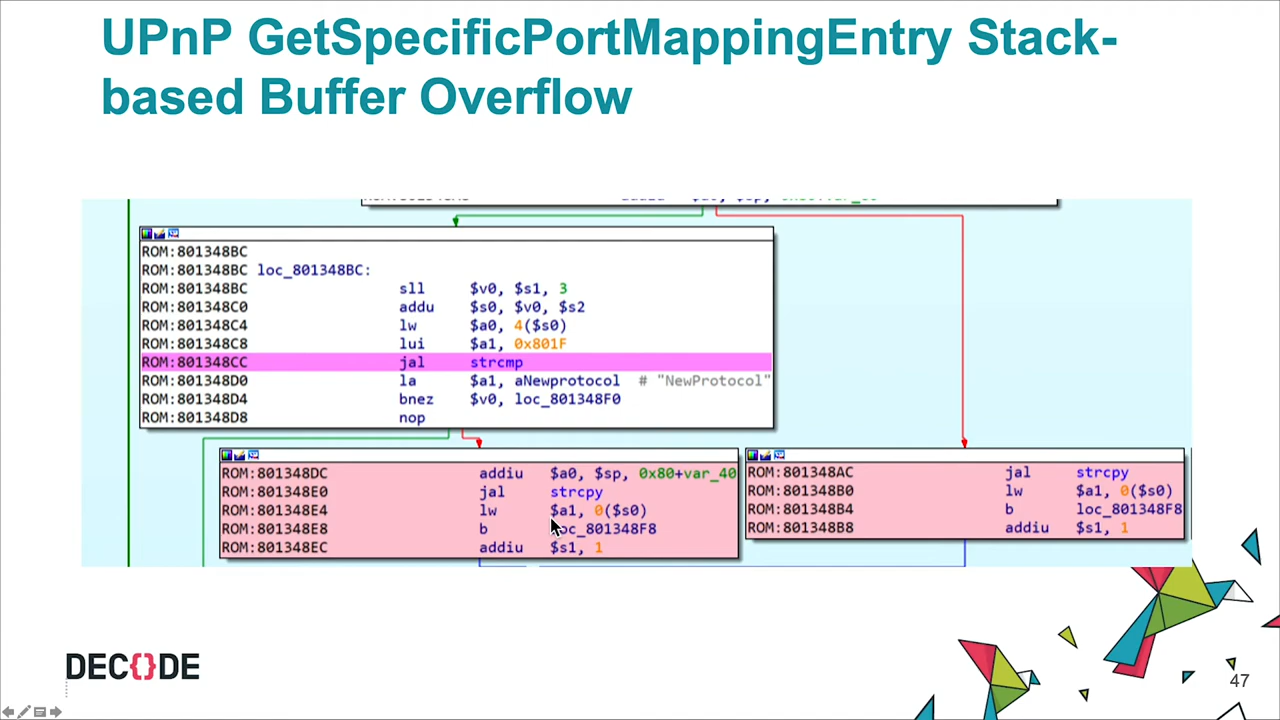 UPnP GetSpecificPortMappingEntry Stack-
based Buffer Overflow
ROM:801348BC
ROM:801348BC loc_801348BC:
ROM:801348BC sll $v0, $s1, 3
ROM:801348C0 addu $s0, $v0, $s2
ROM:801348C4 lw $a0, 4($s0)
ROM:801348C8 lui $a1, 0x801F
ROM:801348CC jal strcmp
ROM:801348D0 la $a1, aNewprotocol # "NewProtocol"
ROM:801348D4 bnez $v0, loc_801348F0
ROM:801348D8 nop
ROM:801348DC addiu $a0, $sp, 0x80+var_40
ROM:801348E0 jal strcpy
ROM:801348E4 lw $a1, 0($s0)
ROM:801348E8 b loc_801348F8
ROM:801348EC addiu $s1, 1
ROM:801348AC jal strcpy
ROM:801348B0 lw $a1, 0($s0)
ROM:801348B4 b loc_801348F8
ROM:801348B8 addiu $s1, 1
DEC{}DE
47